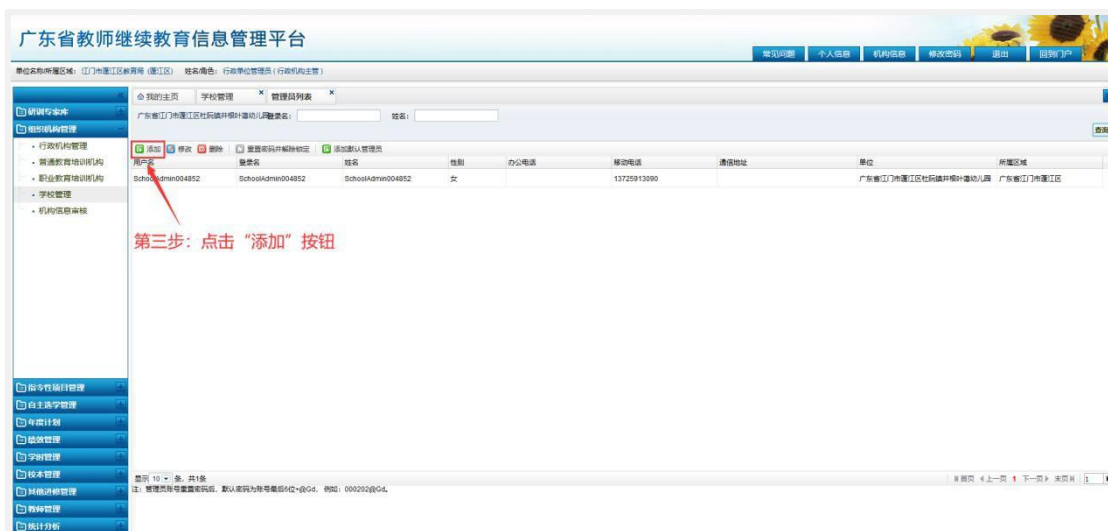 广东省教师继续教育信息管理平台
常见问题 个人信息 机构信息 修改密码 退出 回到门户
单位名称/所属区域: 江门市蓬江区教育局 (蓬江区) 姓名/角色: 行政单位管理员 (行政机构主管)
我的主页 学校管理 × 管理员列表 ×
研训专家库
广东省江门市蓬江区杜阮镇井根叶蕾幼儿园登录名: 姓名:
组织机构管理
查询
行政机构管理
添加 修改 删除 重置密码并解除锁定 添加默认管理员
普通教育培训机构
用户名 登录名 姓名 性别 办公电话 移动电话 通信地址 单位 所属区域
职业教育培训机构
SchoolAdmin004852 SchoolAdmin004852 SchoolAdmin004852 女 13725913090 广东省江门市蓬江区杜阮镇井根叶蕾幼儿园 广东省江门市蓬江区
学校管理
机构信息审核
第三步：点击“添加”按钮
指令性项目管理
自主选学管理
年度计划
绩效管理
学时管理
校本管理
显示 10 条, 共1条
首页 上一页 1 下一页 末页 1
其他进修管理
注: 管理员账号重置密码后, 默认密码为账号最后6位+@Gd, 例如: 000202@Gd。
教师管理
统计分析